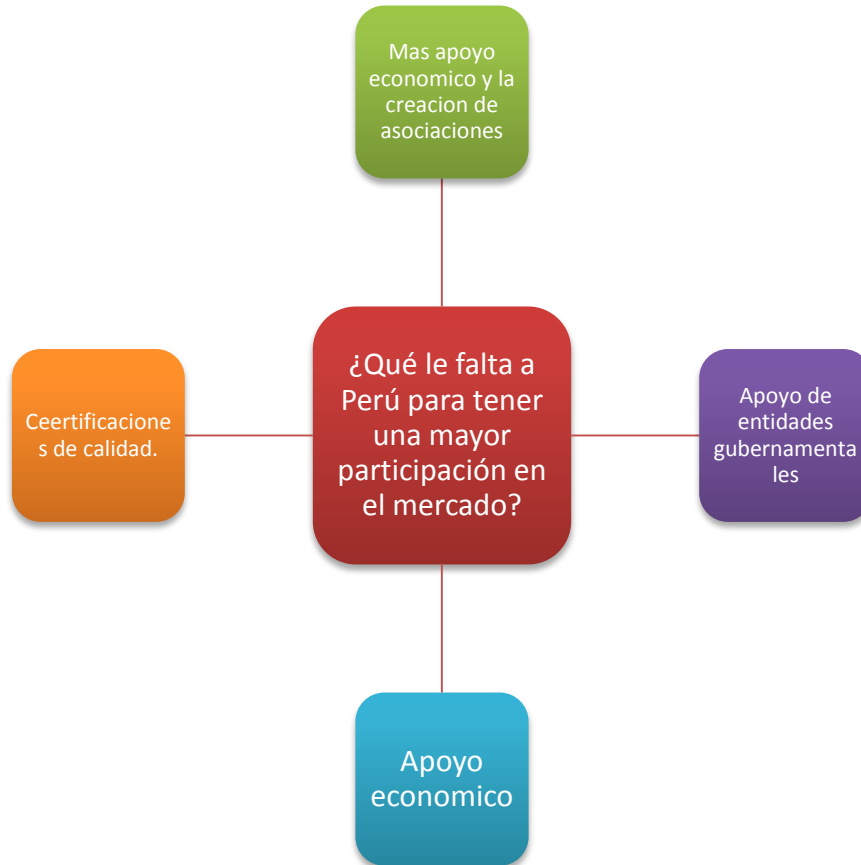 Mas apoyo
economico y la
creacion de
asociaciones
¿Qué le falta a
Perú para tener
una mayor
participación en
el mercado?
Ceertificacione
s de calidad.
Apoyo de
entidades
gubernamenta
les
Apoyo
economico